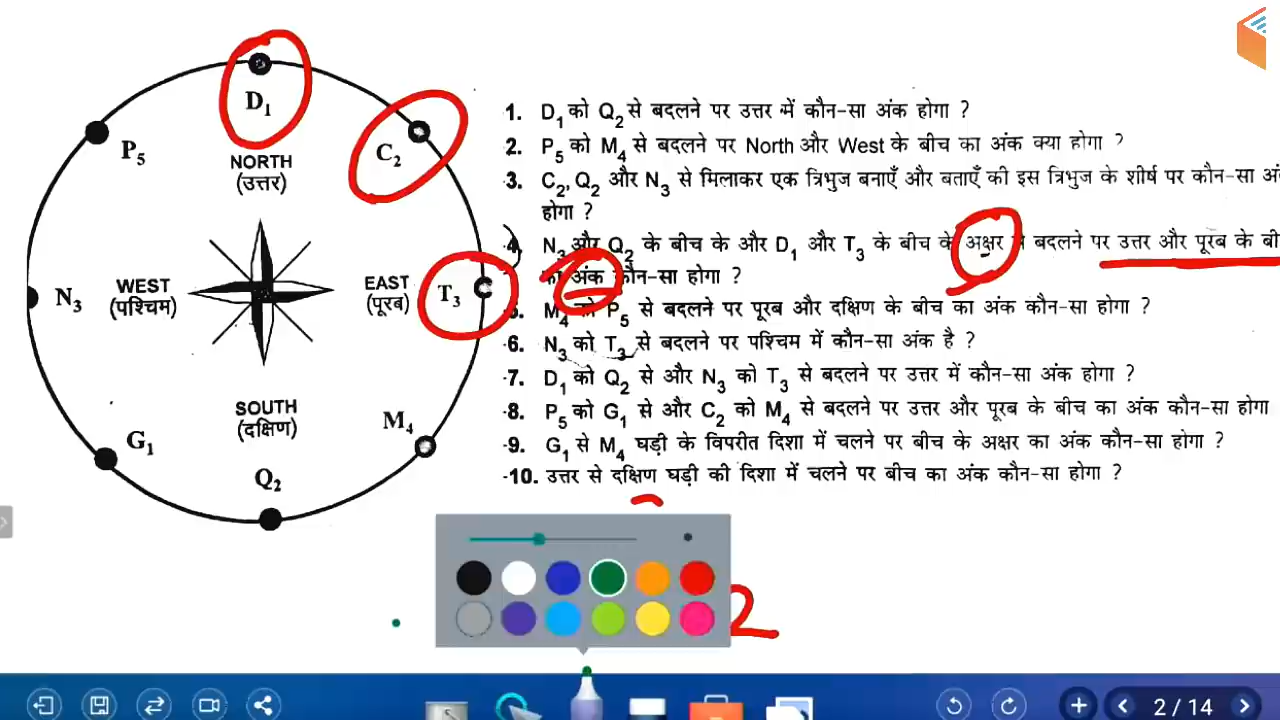 D1
P5
C2
NORTH
(उत्तर)
WEST
(पश्चिम)
N3
EAST
(पूरब)
T3
SOUTH
(दक्षिण)
M4
G1
Q2
1. D1 को Q2 से बदलने पर उत्तर में कौन-सा अंक होगा ?
2. P5 को M4 से बदलने पर North और West के बीच का अंक क्या होगा ?
3. C2, Q2 और N3 से मिलाकर एक त्रिभुज बनाएँ और बताएँ की इस त्रिभुज के शीर्ष पर कौन-सा
होगा ?
4. N3 और Q2 के बीच के और D1 और T3 के बीच के अक्षर बदलने पर उत्तर और पूरब के
का अंक कौन-सा होगा ?
5. M4 को P5 से बदलने पर पूरब और दक्षिण के बीच का अंक कौन-सा होगा ?
6. N3 को T3 से बदलने पर पश्चिम में कौन-सा अंक है ?
7. D1 को Q2 से और N3 को T3 से बदलने पर उत्तर में कौन-सा अंक होगा ?
8. P5 को G1 से और C2 को M4 से बदलने पर उत्तर और पूरब के बीच का अंक कौन-सा होगा
9. G1 से M4 घड़ी के विपरीत दिशा में चलने पर बीच के अक्षर का अंक कौन-सा होगा ?
10. उत्तर से दक्षिण घड़ी की दिशा में चलने पर बीच का अंक कौन-सा होगा ?
2
2 / 14